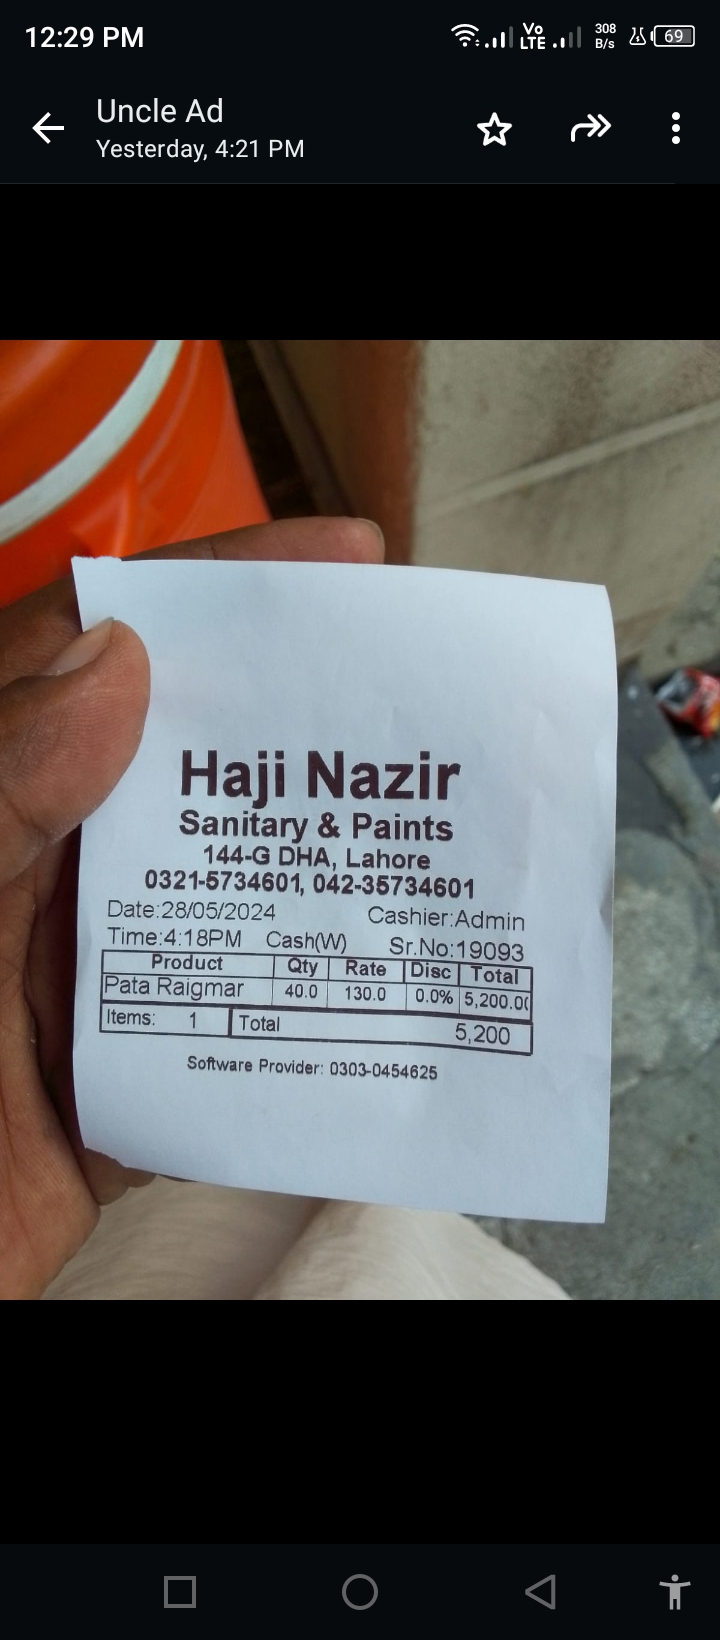 12:29 PM
Vo LTE
308 B/s
69
Uncle Ad
Yesterday, 4:21 PM
Haji Nazir
Sanitary & Paints
144-G DHA, Lahore
0321-5734601, 042-35734601
Date:28/05/2024 Cashier:Admin
Time:4:18PM Cash(W) Sr.No:19093
Product Qty Rate Disc Total
Pata Raigmar 40.0 130.0 0.0% 5,200.0(
Items: 1 Total 5,200
Software Provider: 0303-0454625